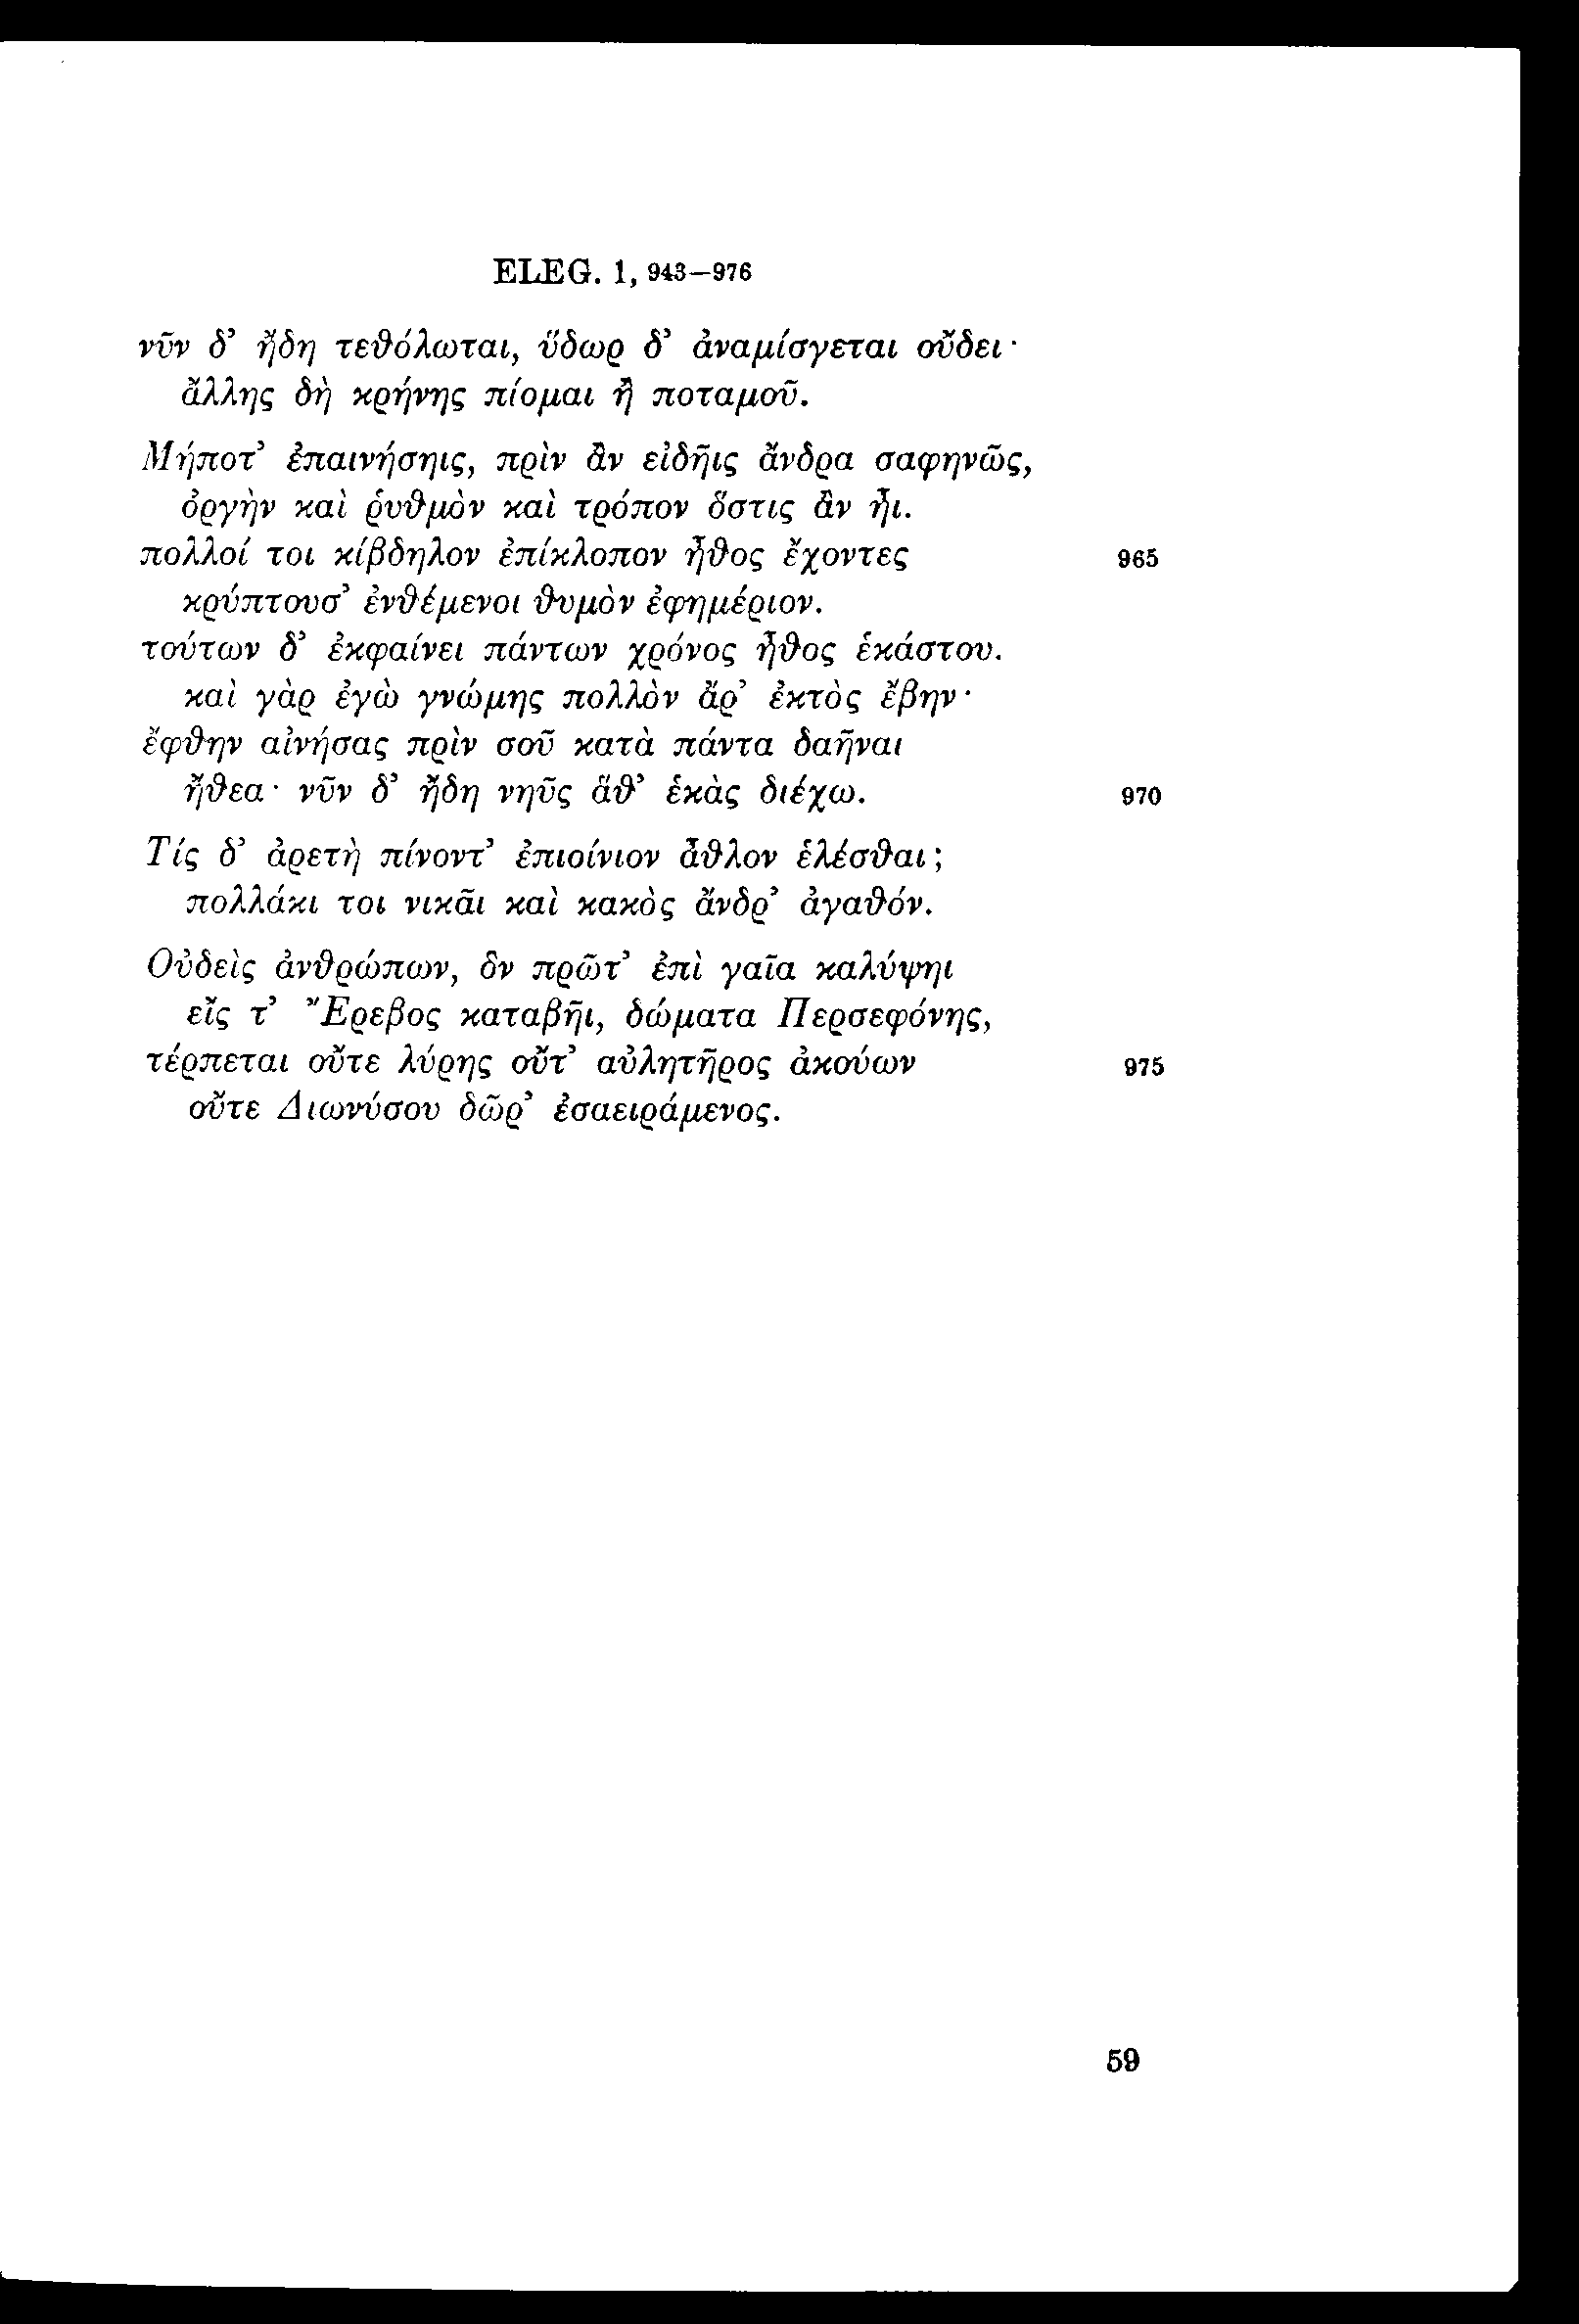 ELEG. 1, 943–976
νῦν δ’ ἤδη τεθόλωται, ὕδωρ δ’ ἀναμίσγεται οὔδει·
ἄλλης δὴ κρήνης πίομαι ἢ ποταμοῦ.
Μήποτ’ ἐπαινήσηις, πρὶν ἂν εἰδῆις ἄνδρα σαφηνῶς,
ὀργὴν καὶ ῥυθμὸν καὶ τρόπον ὅστις ἂν ἦι.
πολλοί τοι κίβδηλον ἐπίκλοπον ἦθος ἔχοντες 965
κρύπτουσ’ ἐνθέμενοι θυμὸν ἐφημέριον.
τούτων δ’ ἐκφαίνει πάντων χρόνος ἦθος ἑκάστου.
καὶ γὰρ ἐγὼ γνώμης πολλὸν ἄρ’ ἐκτὸς ἔβην·
ἔφθην αἰνήσας πρὶν σοῦ κατὰ πάντα δαῆναι
ἤθεα· νῦν δ’ ἤδη νηῦς ἅθ’ ἑκὰς διέχω. 970
Τίς δ’ ἀρετὴ πίνοντ’ ἐπιοίνιον ἆθλον ἑλέσθαι;
πολλάκι τοι νικᾶι καὶ κακὸς ἄνδρ’ ἀγαθόν.
Οὐδεὶς ἀνθρώπων, ὃν πρῶτ’ ἐπὶ γαῖα καλύψηι
εἴς τ’ Ἔρεβος καταβῆι, δώματα Περσεφόνης,
τέρπεται οὔτε λύρης οὔτ’ αὐλητῆρος ἀκούων 975
οὔτε Διωνύσου δῶρ’ ἐσαειράμενος.
59